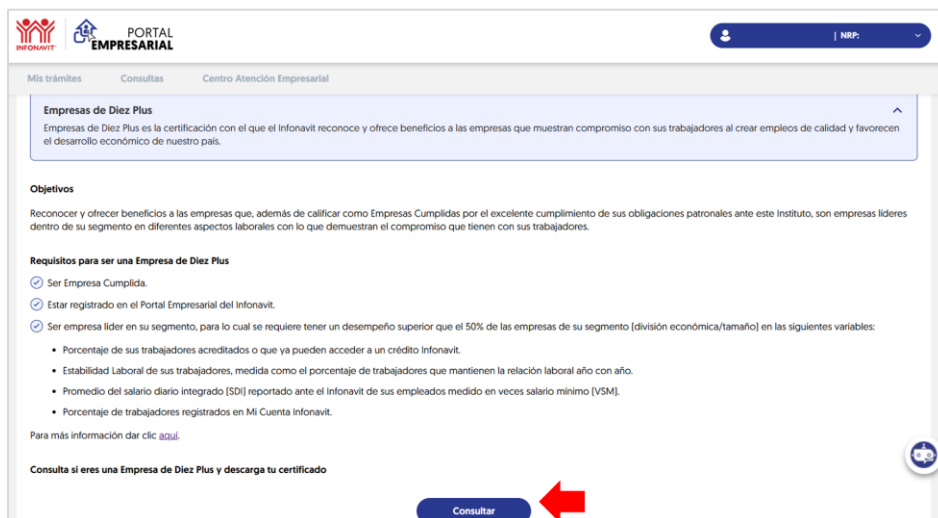 INFONAVIT
PORTAL
EMPRESARIAL
| NRP:
Mis trámites Consultas Centro Atención Empresarial
Empresas de Diez Plus
Empresas de Diez Plus es la certificación con el que el Infonavit reconoce y ofrece beneficios a las empresas que muestran compromiso con sus trabajadores al crear empleos de calidad y favorecen
el desarrollo económico de nuestro país.
Objetivos
Reconocer y ofrecer beneficios a las empresas que, además de calificar como Empresas Cumplidas por el excelente cumplimiento de sus obligaciones patronales ante este Instituto, son empresas líderes
dentro de su segmento en diferentes aspectos laborales con lo que demuestran el compromiso que tienen con sus trabajadores.
Requisitos para ser una Empresa de Diez Plus
Ser Empresa Cumplida.
Estar registrado en el Portal Empresarial del Infonavit.
Ser empresa líder en su segmento, para lo cual se requiere tener un desempeño superior que el 50% de las empresas de su segmento (división económica/tamaño) en las siguientes variables:
• Porcentaje de sus trabajadores acreditados o que ya pueden acceder a un crédito Infonavit.
• Estabilidad Laboral de sus trabajadores, medida como el porcentaje de trabajadores que mantienen la relación laboral año con año.
• Promedio del salario diario integrado (SDI) reportado ante el Infonavit de sus empleados medido en veces salario mínimo (VSM).
• Porcentaje de trabajadores registrados en Mi Cuenta Infonavit.
Para más información dar clic aquí.
Consulta si eres una Empresa de Diez Plus y descarga tu certificado
Consultar